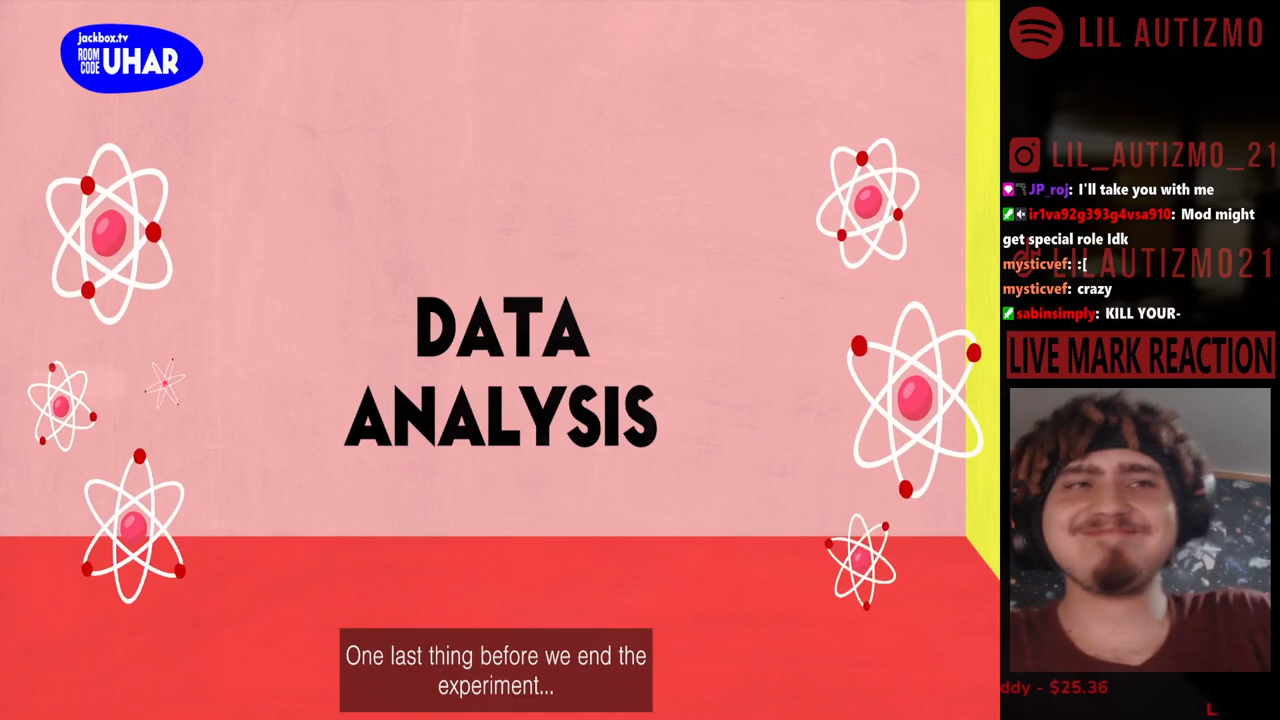 jackbox.tv
ROOM CODE UHAR
DATA
ANALYSIS
One last thing before we end the
experiment...
LIL AUTIZMO
LIL_AUTIZMO_21
JP_roj: I'll take you with me
ir1va92g393g4vsa910: Mod might
get special role Idk
LILAUTIZMO21
mysticvef: :[
mysticvef: crazy
sabinsimply: KILL YOUR-
LIVE MARK REACTION
ddy - $25.36
L